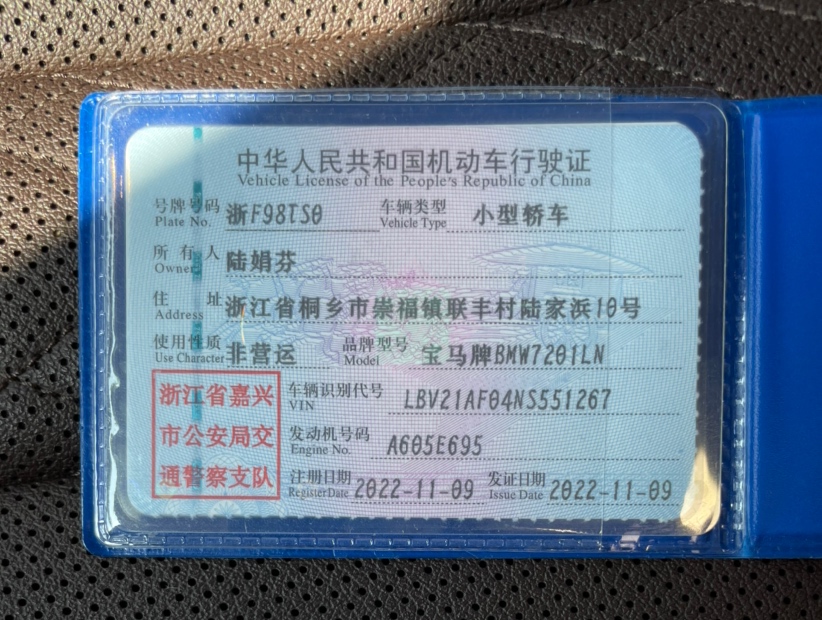 中华人民共和国机动车行驶证
Vehicle License of the People's Republic of China
号牌号码 浙F98TS0 车辆类型 小型轿车
Plate No. Vehicle Type
所有人 陆娟芬
Owner
住址 浙江省桐乡市崇福镇联丰村陆家浜10号
Address
使用性质 非营运 品牌型号 宝马牌BMW7201LN
Use Character Model
浙江省嘉兴
市公安局交
通警察支队
车辆识别代号 LBV21AF04NS551267
VIN
发动机号码 A605E695
Engine No.
注册日期 2022-11-09 发证日期 2022-11-09
Register Date Issue Date